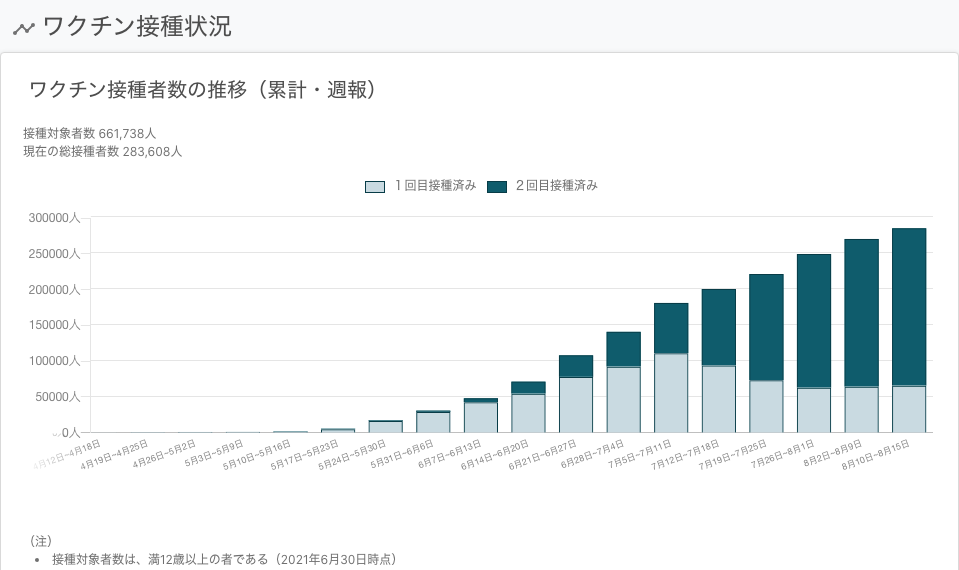 ワクチン接種状況
ワクチン接種者数の推移（累計・週報）
接種対象者数 661,738人
現在の総接種者数 283,608人
１回目接種済み ２回目接種済み
300000人
250000人
200000人
150000人
100000人
50000人
0人
4月12日~4月18日
4月19日~4月25日
4月26日~5月2日
5月3日~5月9日
5月10日~5月16日
5月17日~5月23日
5月24日~5月30日
5月31日~6月6日
6月7日~6月13日
6月14日~6月20日
6月21日~6月27日
6月28日~7月4日
7月5日~7月11日
7月12日~7月18日
7月19日~7月25日
7月26日~8月1日
8月2日~8月9日
8月10日~8月15日
（注）
• 接種対象者数は、満12歳以上の者である（2021年6月30日時点）